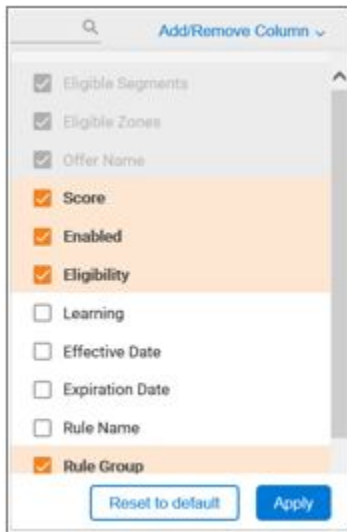 Add/Remove Column
Eligible Segments
Eligible Zones
Offer Name
Score
Enabled
Eligibility
Learning
Effective Date
Expiration Date
Rule Name
Rule Group
Reset to default Apply